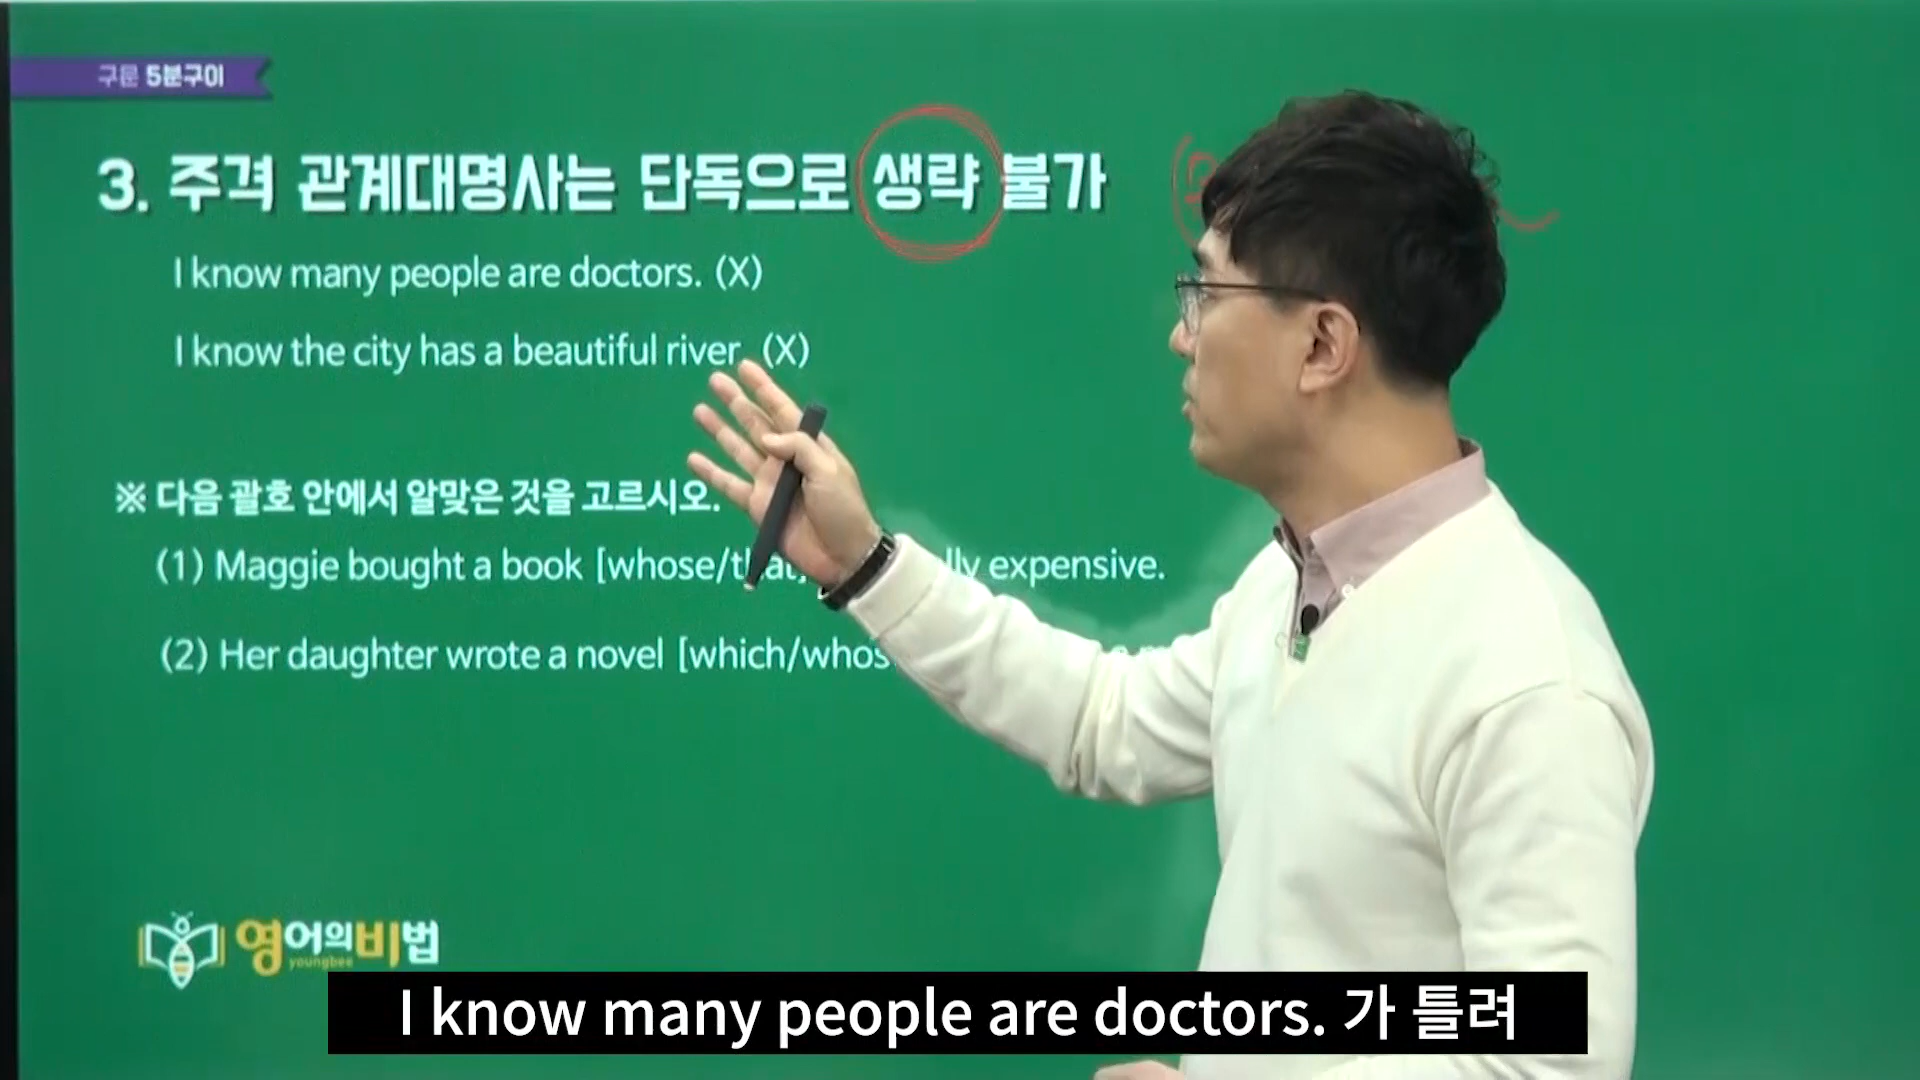 구문 5분구이
3. 주격 관계대명사는 단독으로 생략 불가
I know many people are doctors. (X)
I know the city has a beautiful river. (X)
※ 다음 괄호 안에서 알맞은 것을 고르시오.
(1) Maggie bought a book [whose/that] expensive.
(2) Her daughter wrote a novel [which/
영어의비법
youngbee
I know many people are doctors. 가 틀려